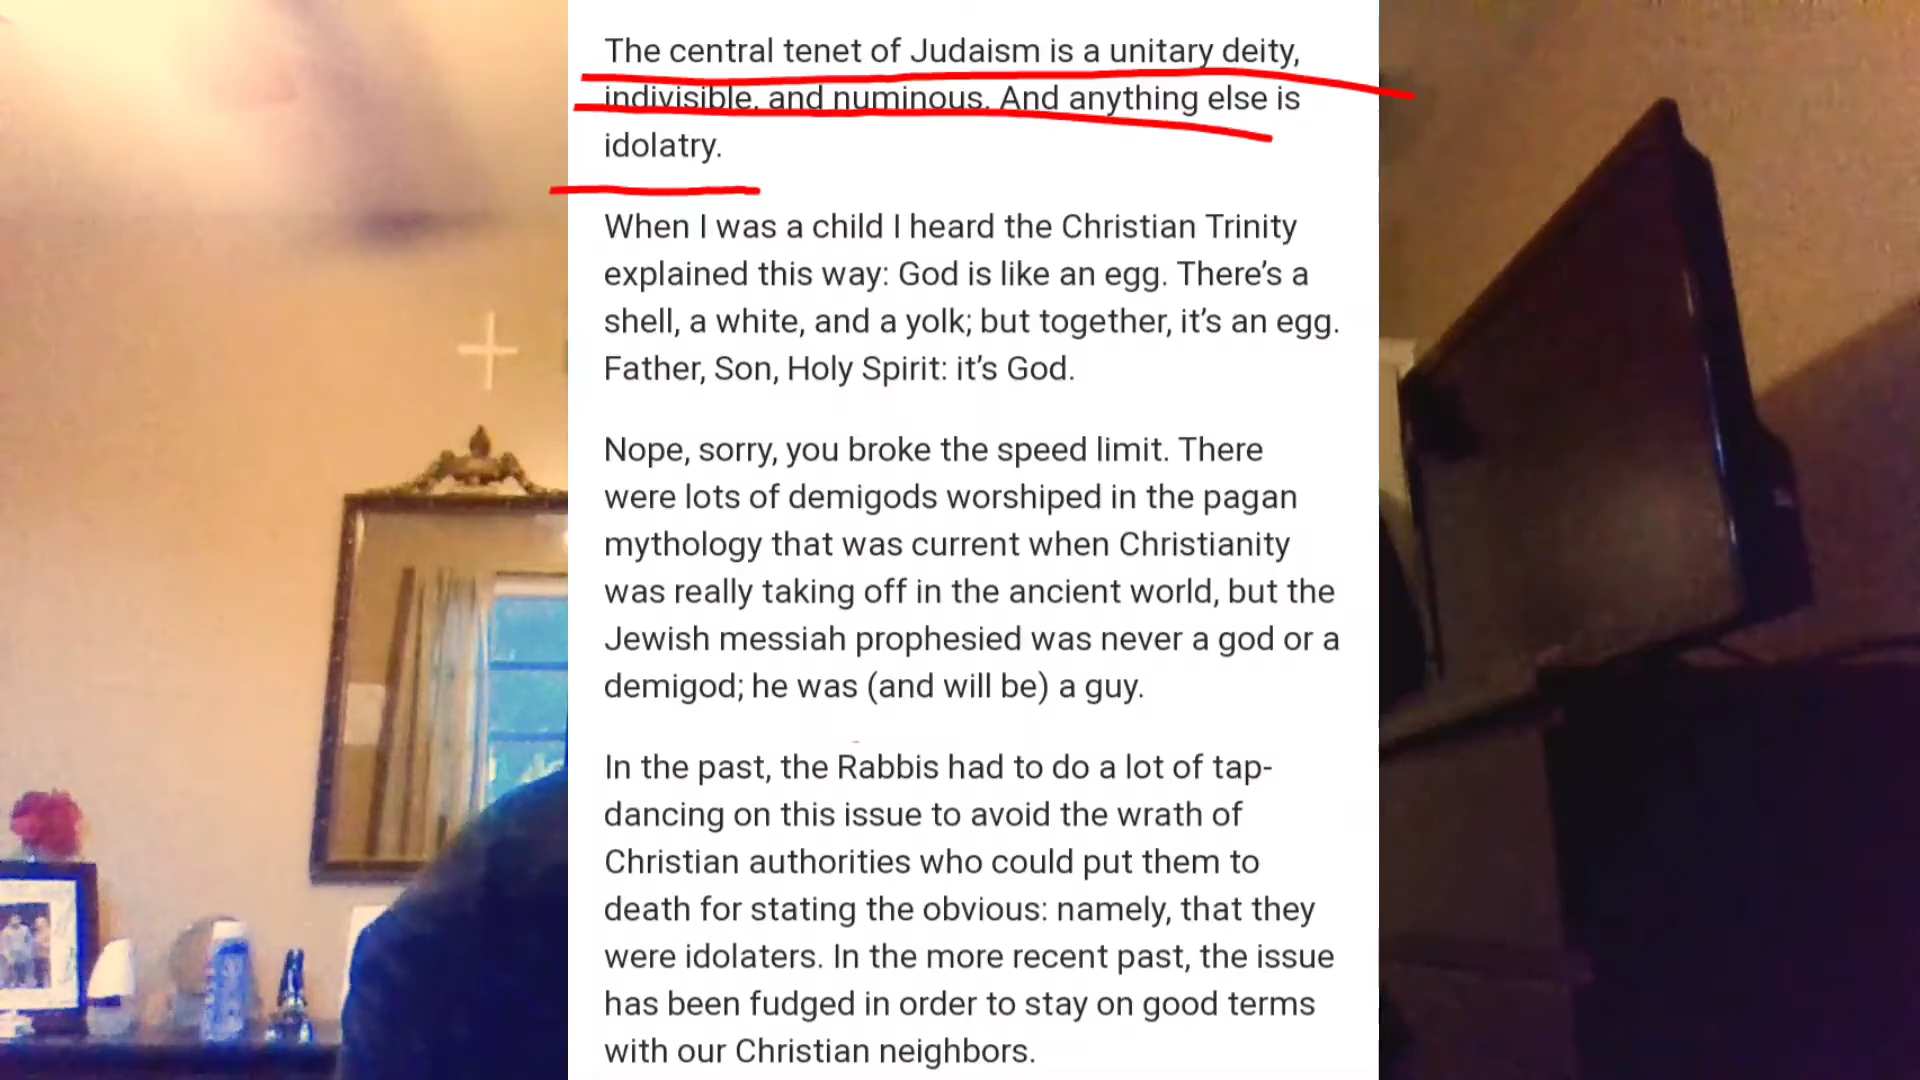 The central tenet of Judaism is a unitary deity,
indivisible, and numinous. And anything else is
idolatry.
When I was a child I heard the Christian Trinity
explained this way: God is like an egg. There’s a
shell, a white, and a yolk; but together, it’s an egg.
Father, Son, Holy Spirit: it’s God.
Nope, sorry, you broke the speed limit. There
were lots of demigods worshiped in the pagan
mythology that was current when Christianity
was really taking off in the ancient world, but the
Jewish messiah prophesied was never a god or a
demigod; he was (and will be) a guy.
In the past, the Rabbis had to do a lot of tap-
dancing on this issue to avoid the wrath of
Christian authorities who could put them to
death for stating the obvious: namely, that they
were idolaters. In the more recent past, the issue
has been fudged in order to stay on good terms
with our Christian neighbors.